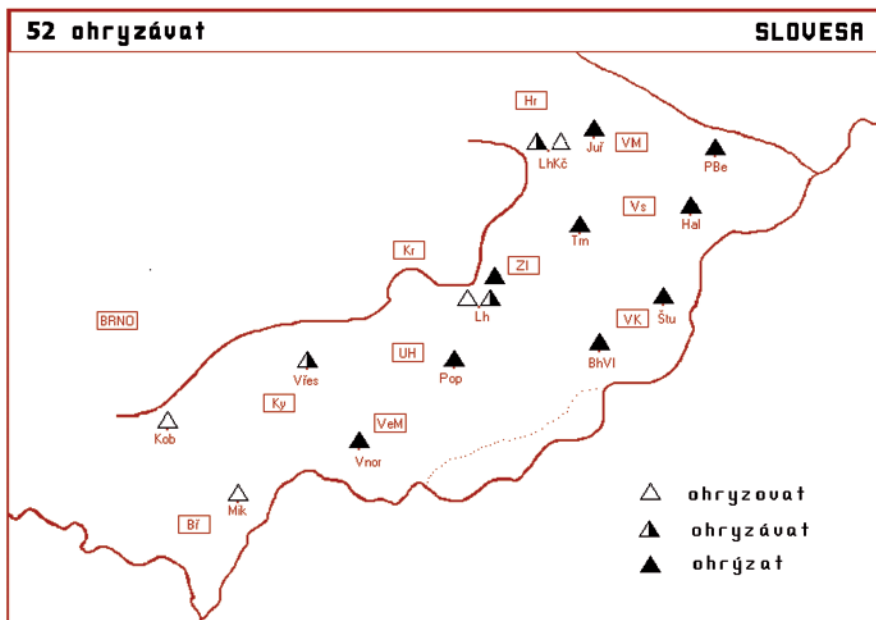 52 ohryzávat SLOVESA
Hr
Juř VM
LhKč PBe
Vs
Hal
Trn
Kr
Zl
BRNO
Lh
VK Štu
UH BhVl
Vřes Pop
Ky
VeM
Kob
Vnor
Mik
Bř
ohryzovat
ohryzávat
ohrýzat